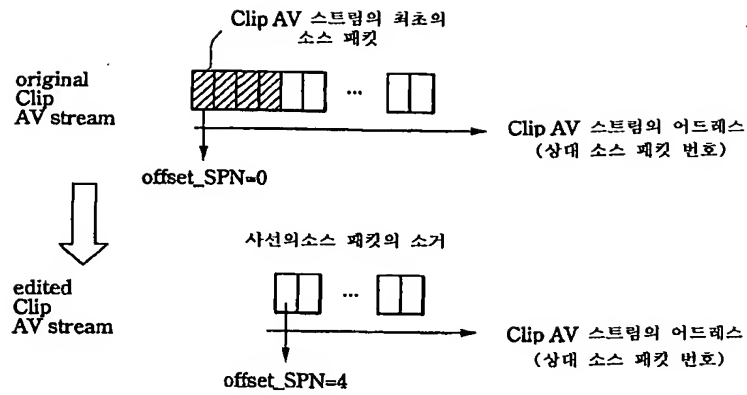 Clip AV 스트림의 최초의
소스 패킷
original
Clip
AV stream
...
Clip AV 스트림의 어드레스
(상대 소스 패킷 번호)
offset_SPN=0
사선의소스 패킷의 소거
edited
Clip
AV stream
...
Clip AV 스트림의 어드레스
(상대 소스 패킷 번호)
offset_SPN=4